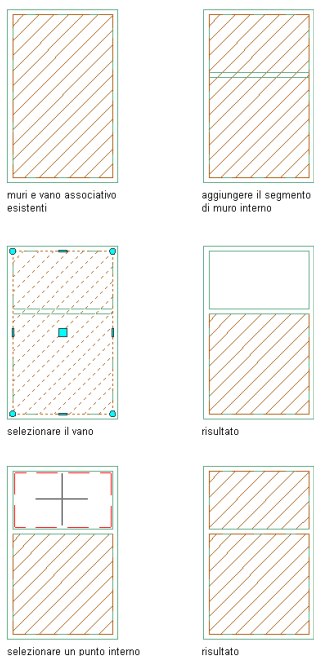 muri e vano associativo
esistenti
aggiungere il segmento
di muro interno
selezionare il vano
risultato
selezionare un punto interno
risultato